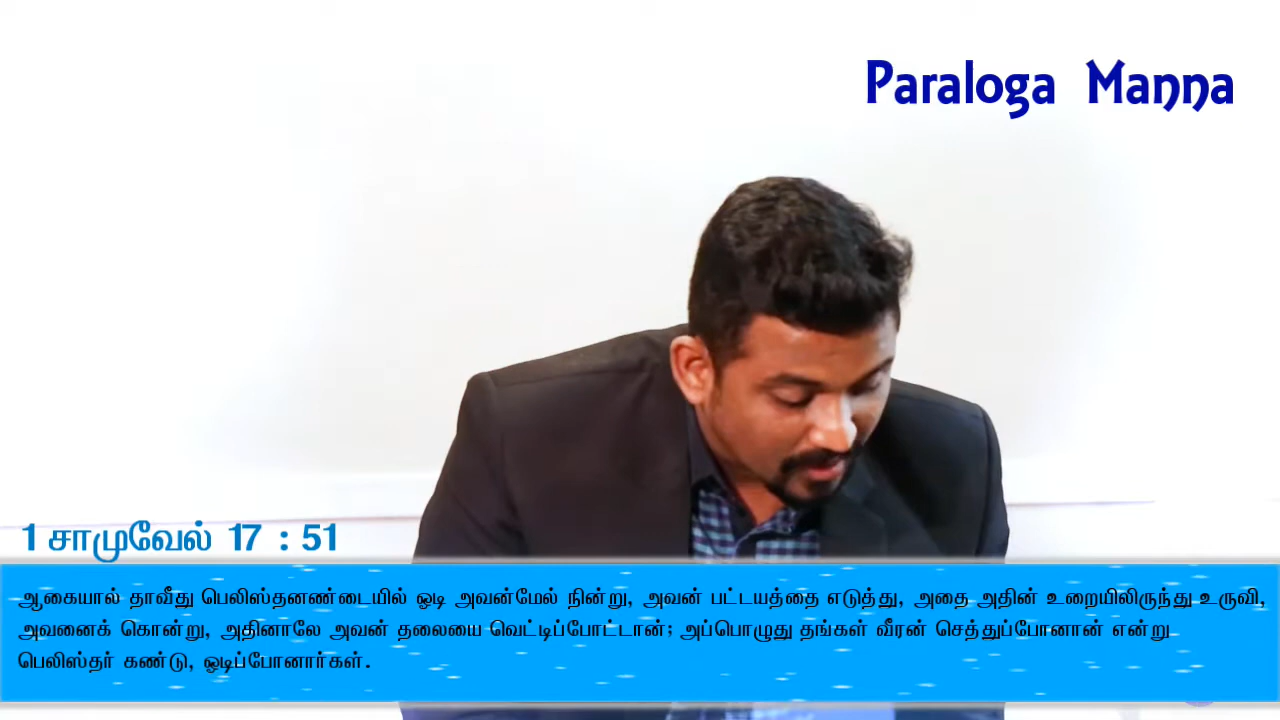 Paraloga Manna
1 சாமுவேல் 17 : 51
ஆகையால் தாவீது பெலிஸ்தனண்டையில் ஓடி அவன்மேல் நின்று, அவன் பட்டயத்தை எடுத்து, அதை அதின் உறையிலிருந்து உருவி,
அவனைக் கொன்று, அதினாலே அவன் தலையை வெட்டிப்போட்டான்; அப்பொழுது தங்கள் வீரன் செத்துப்போனான் என்று
பெலிஸ்தர் கண்டு, ஓடிப்போனார்கள்.